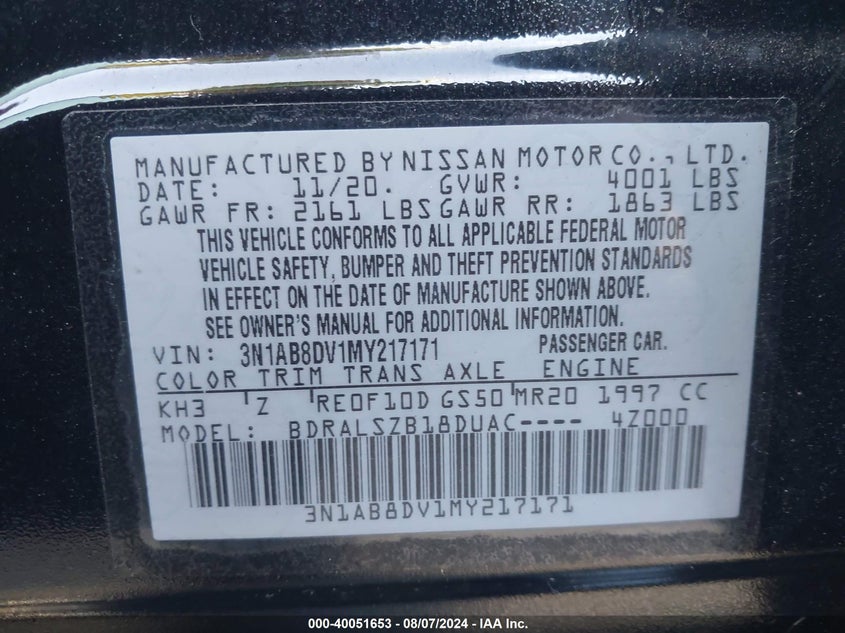 MANUFACTURED BY NISSAN MOTOR CO., LTD.
DATE: 11/20. GVWR: 4001 LBS
GAWR FR: 2161 LBS GAWR RR: 1863 LBS
THIS VEHICLE CONFORMS TO ALL APPLICABLE FEDERAL MOTOR
VEHICLE SAFETY, BUMPER AND THEFT PREVENTION STANDARDS
IN EFFECT ON THE DATE OF MANUFACTURE SHOWN ABOVE.
SEE OWNER'S MANUAL FOR ADDITIONAL INFORMATION.
VIN: 3N1AB8DV1MY217171 PASSENGER CAR.
COLOR TRIM TRANS AXLE ENGINE
KH3 Z RE0F10D GS50 MR20 1997 CC
MODEL: BDRALSZB18DUAC---- 4Z000
3N1AB8DV1MY217171
000-40051653 - 08/07/2024 - IAA Inc.